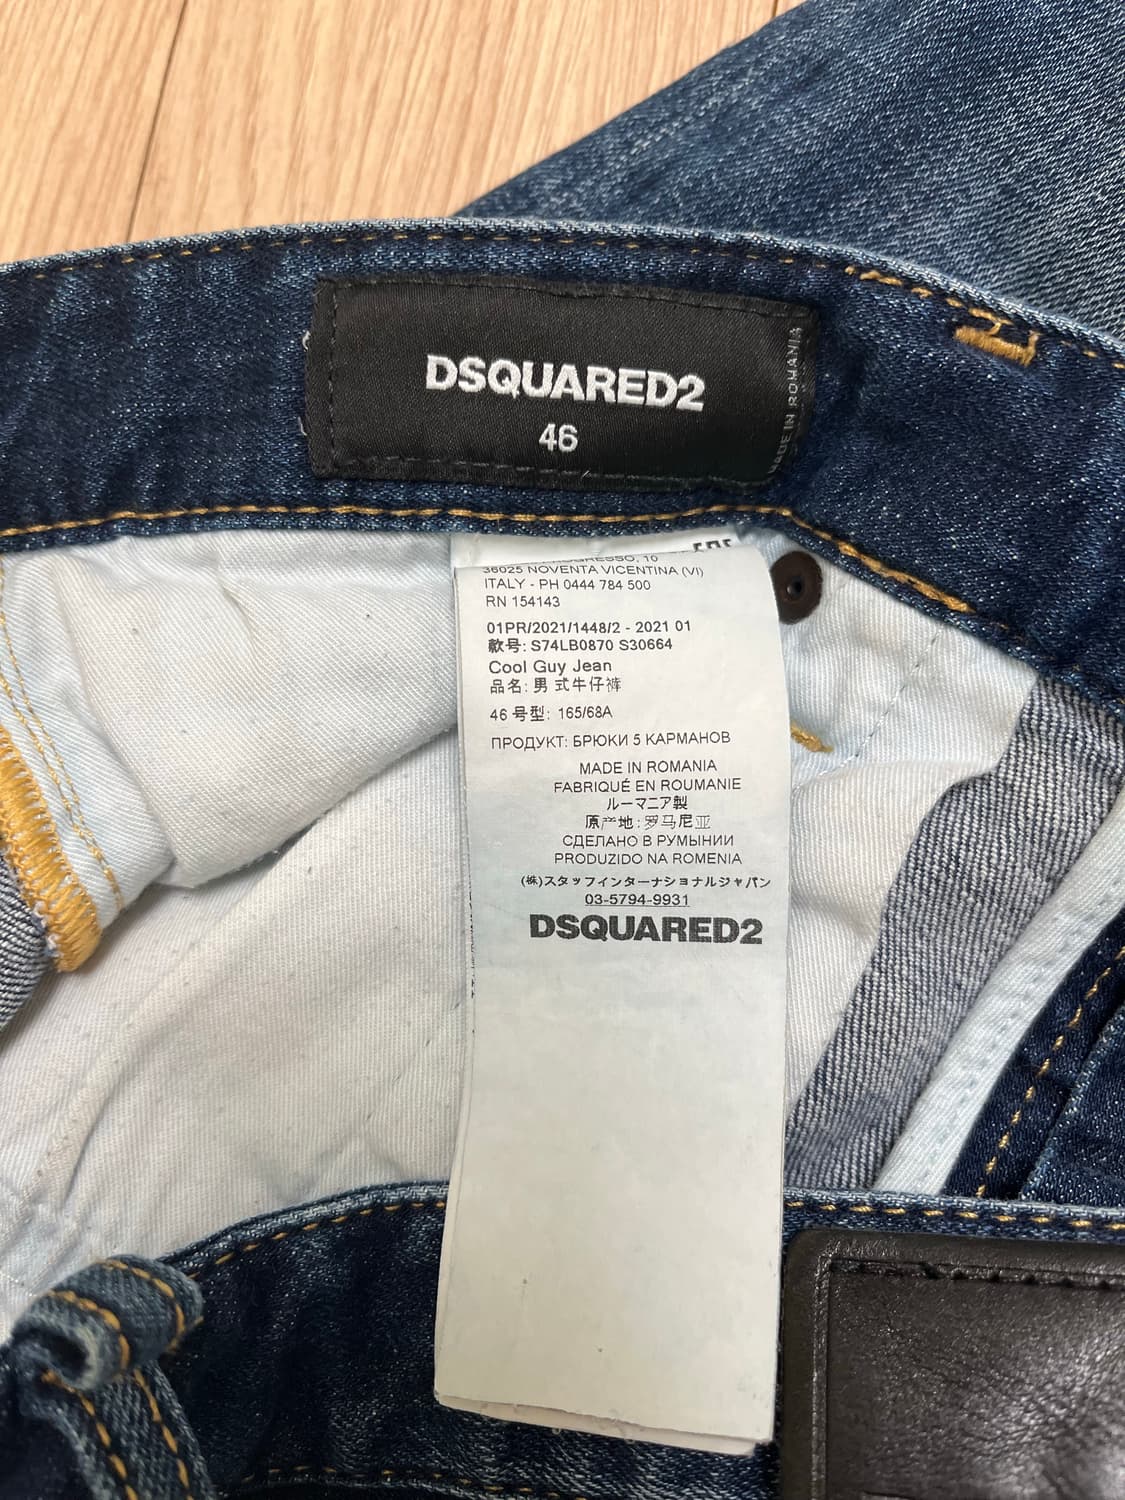 DSQUARED2
46
MADE IN ROMANIA
36025 NOVENTA VICENTINA (VI)
ITALY - PH 0444 784 500
RN 154143
01PR/2021/1448/2 - 2021 01
款号: S74LB0870 S30664
Cool Guy Jean
品名: 男 式牛仔裤
46 号型: 165/68A
ПРОДУКТ: БРЮКИ 5 КАРМАНОВ
MADE IN ROMANIA
FABRIQUÉ EN ROUMANIE
ルーマニア製
原产地: 罗马尼亚
СДЕЛАНО В РУМЫНИИ
PRODUZIDO NA ROMENIA
(株)スタッフインターナショナルジャパン
03-5794-9931
DSQUARED2